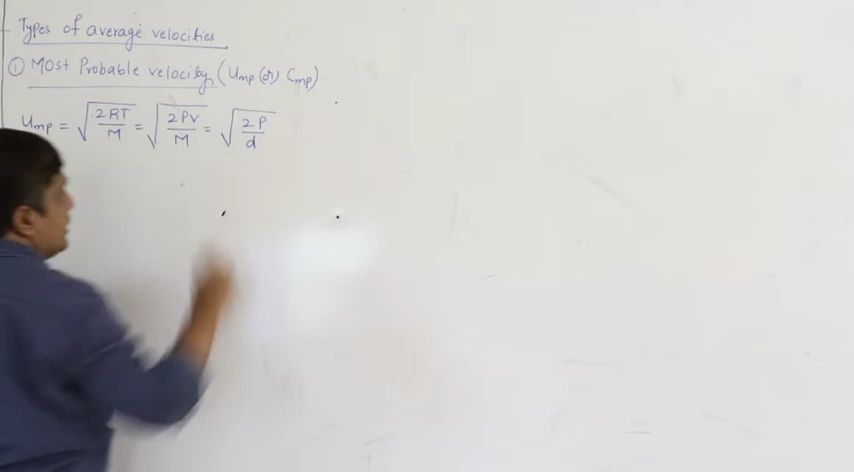 Types of average velocities
① Most Probable velocity (Ump (or) Cmp)
Ump = √(2RT/M) = √(2PV/M) = √(2P/d)